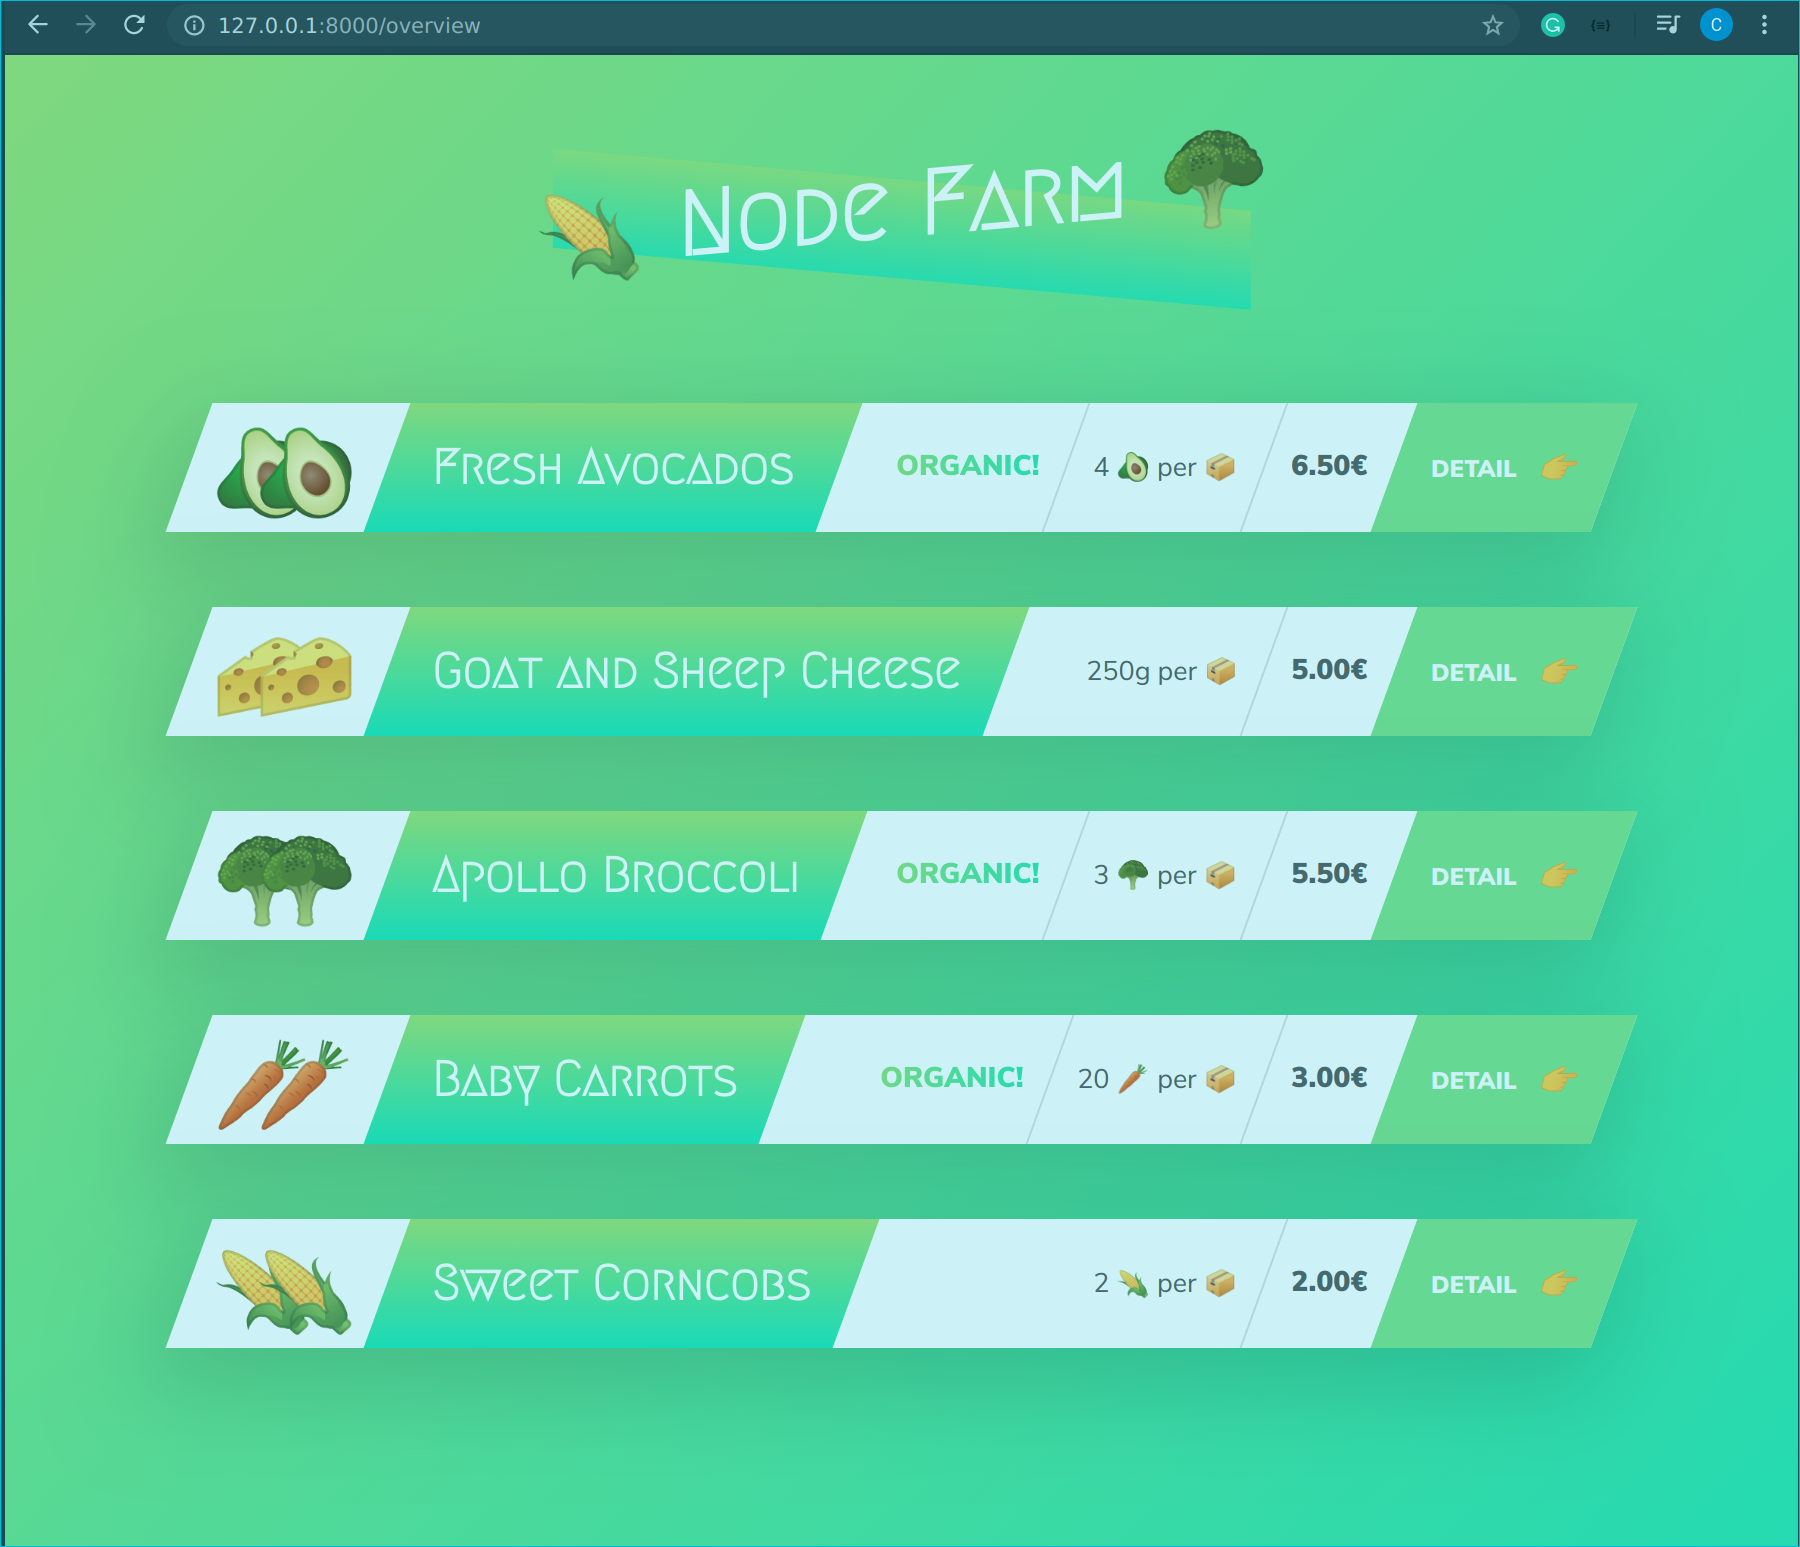 127.0.0.1:8000/overview
C
Node Farm
Fresh Avocados ORGANIC! 4 🥑 per 📦 6.50€ DETAIL 👉
Goat and Sheep Cheese 250g per 📦 5.00€ DETAIL 👉
Apollo Broccoli ORGANIC! 3 🥦 per 📦 5.50€ DETAIL 👉
Baby Carrots ORGANIC! 20 🥕 per 📦 3.00€ DETAIL 👉
Sweet Corncobs 2 🌽 per 📦 2.00€ DETAIL 👉